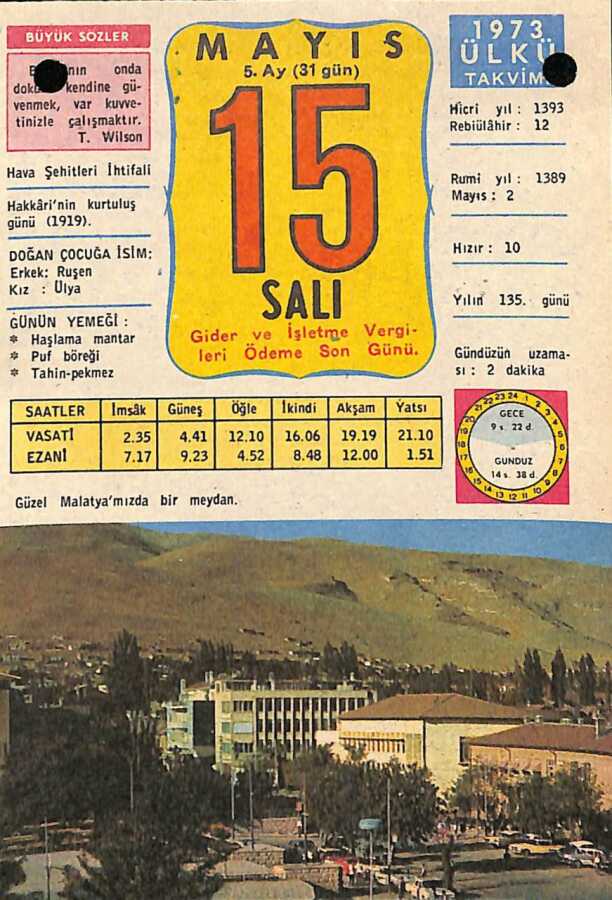 BÜYÜK SÖZLER
onda
kendine gü-
venmek, var kuvve-
tinizle çalışmaktır.
T. Wilson
Hava Şehitleri İhtifali
Hakkâri'nin kurtuluş
günü (1919).
DOĞAN ÇOCUĞA İSİM:
Erkek: Ruşen
Kız : Ülya
GÜNÜN YEMEĞİ :
* Haşlama mantar
* Puf böreği
* Tahin-pekmez
MAYIS
5. Ay (31 gün)
15
SALI
Gider ve İşletme Vergi-
leri Ödeme Son Günü.
1973
ÜLKÜ
TAKVİM
Hicri yıl : 1393
Rebiülâhir : 12
Rumi yıl : 1389
Mayıs : 2
Hızır : 10
Yılın 135. günü
Gündüzün uzama-
sı : 2 dakika
SAATLER İmsâk Güneş Öğle İkindi Akşam Yatsı
VASATİ 2.35 4.41 12.10 16.06 19.19 21.10
EZANİ 7.17 9.23 4.52 8.48 12.00 1.51
GECE
9 s. 22 d.
GÜNDÜZ
14 s. 38 d.
Güzel Malatya'mızda bir meydan.